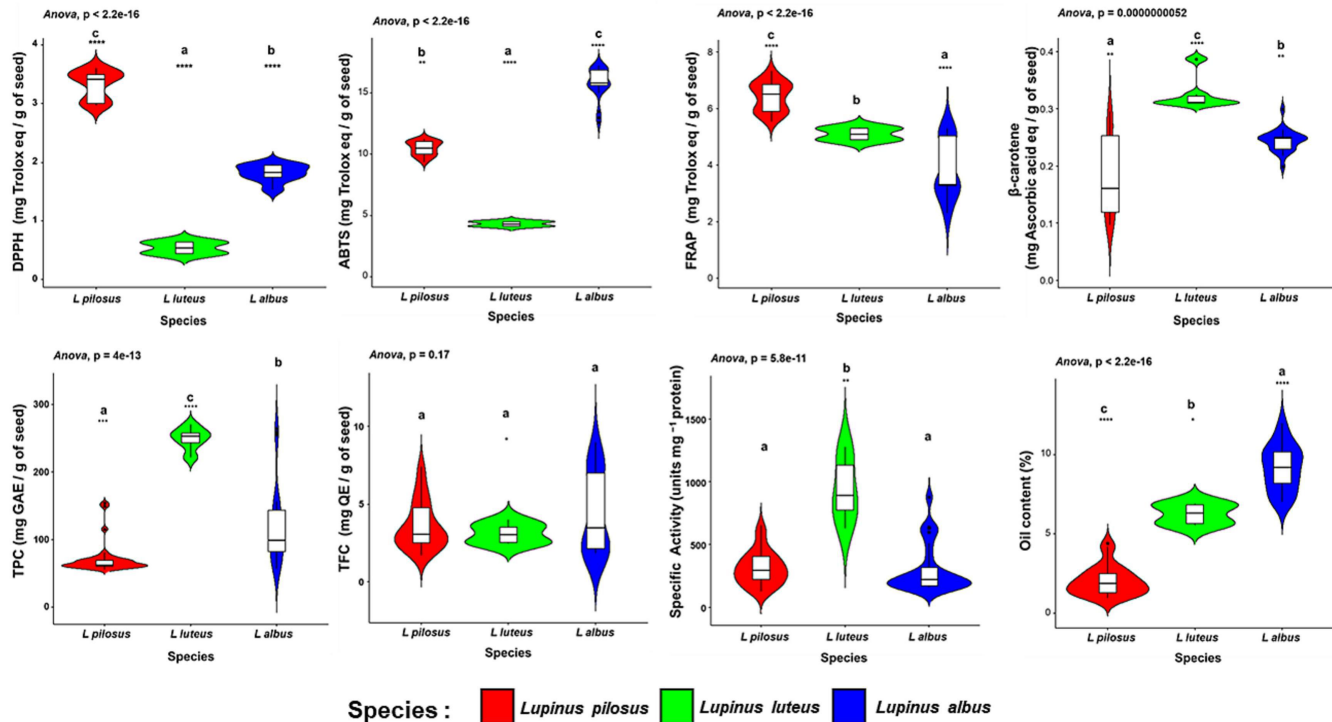 Anova, p < 2.2e-16
c
****
a
****
b
****
DPPH (mg Trolox eq / g of seed)
4
3
2
1
0
L pilosus L luteus L albus
Species
Anova, p < 2.2e-16
b
**
a
****
c
****
ABTS (mg Trolox eq / g of seed)
15
10
5
0
L pilosus L luteus L albus
Species
Anova, p < 2.2e-16
c
****
b
a
****
FRAP (mg Trolox eq / g of seed)
8
6
4
2
0
L pilosus L luteus L albus
Species
Anova, p = 0.0000000052
a
**
c
****
b
**
β-carotene
(mg Ascorbic acid eq / g of seed)
0.4
0.3
0.2
0.1
0.0
L pilosus L luteus L albus
Species
Anova, p = 4e-13
a
***
c
****
b
TPC (mg GAE / g of seed)
300
200
100
0
L pilosus L luteus L albus
Species
Anova, p = 0.17
a
a
*
a
TFC (mg QE / g of seed)
12
8
4
0
L pilosus L luteus L albus
Species
Anova, p = 5.8e-11
a
b
**
a
Specific Activity (units mg ⁻¹ protein)
1500
1000
500
0
L pilosus L luteus L albus
Species
Anova, p < 2.2e-16
c
****
b
*
a
****
Oil content (%)
10
5
0
L pilosus L luteus L albus
Species
Species : Lupinus pilosus Lupinus luteus Lupinus albus